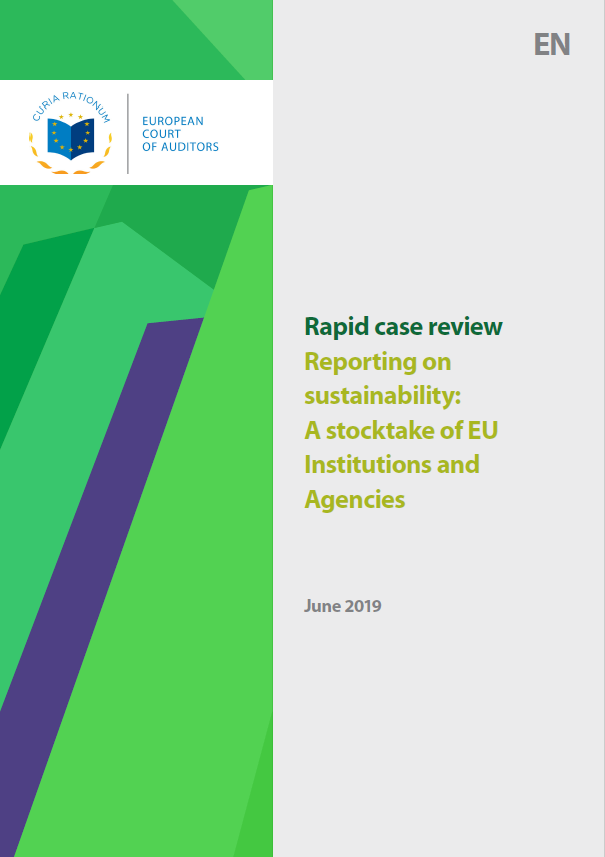 EN
CURIA RATIONUM
EUROPEAN
COURT
OF AUDITORS
Rapid case review
Reporting on
sustainability:
A stocktake of EU
Institutions and
Agencies
June 2019